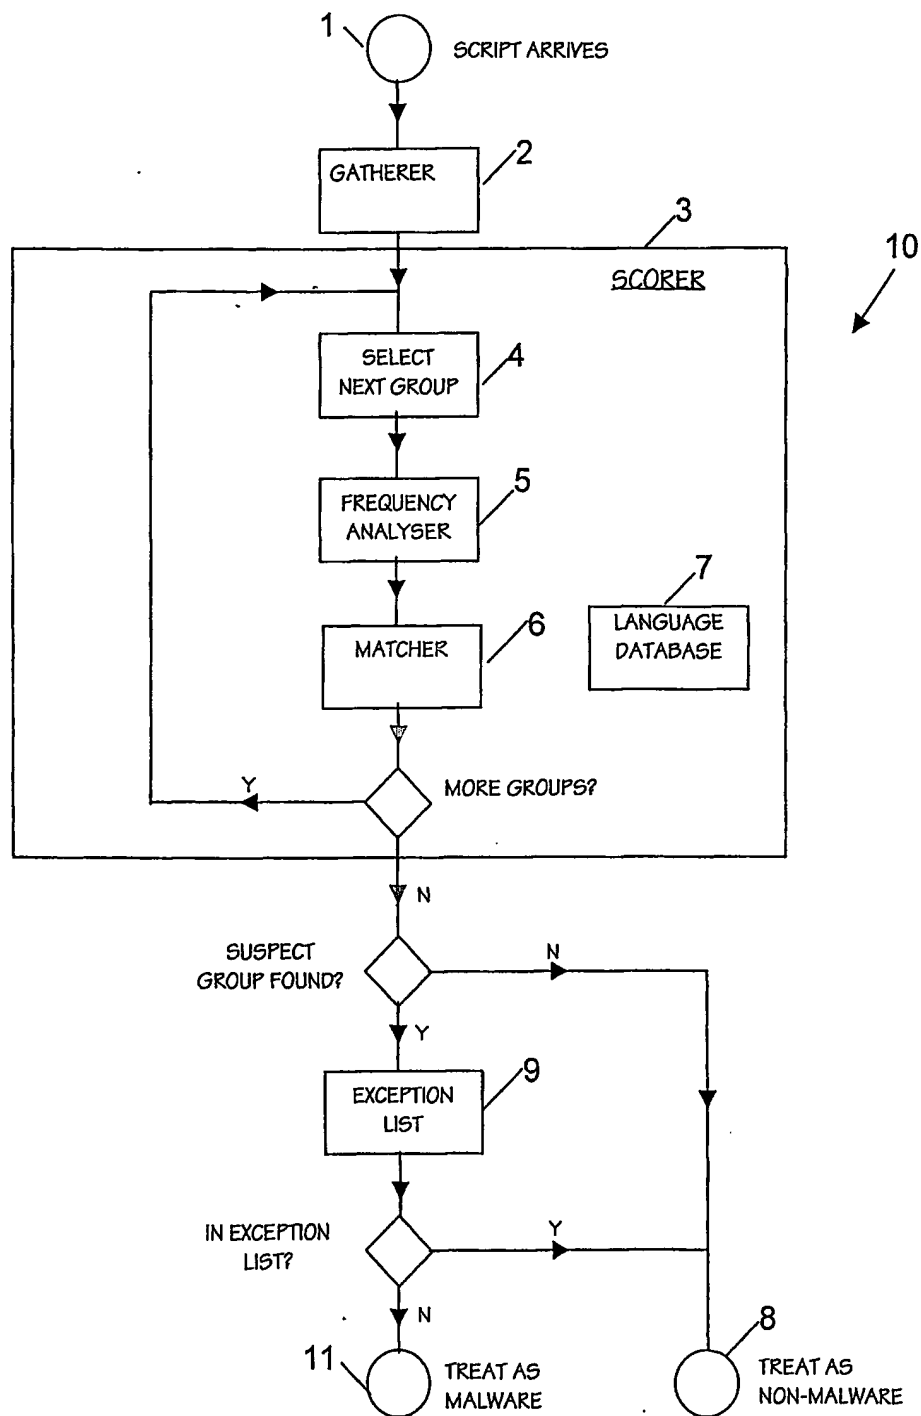 1
SCRIPT ARRIVES
GATHERER
2
3
10
SCORER
SELECT
NEXT GROUP
4
FREQUENCY
ANALYSER
5
7
LANGUAGE
DATABASE
MATCHER
6
Y
MORE GROUPS?
N
SUSPECT
GROUP FOUND?
N
Y
9
EXCEPTION
LIST
IN EXCEPTION
LIST?
Y
N
8
11
TREAT AS
MALWARE
TREAT AS
NON-MALWARE